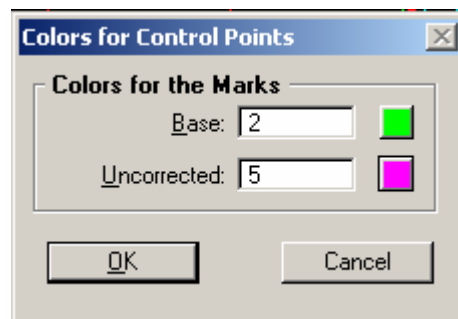 Colors for Control Points
Colors for the Marks
Base: 2
Uncorrected: 5
OK Cancel